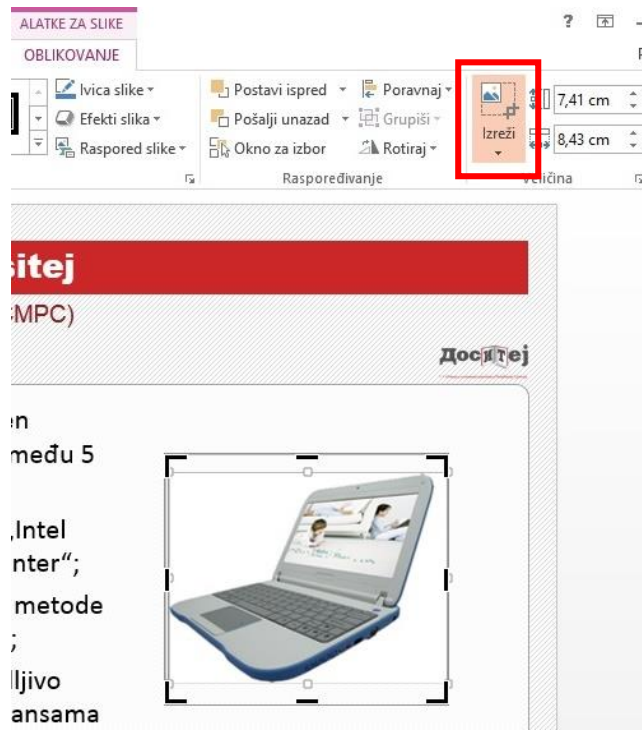 ALATKE ZA SLIKE
?
OBLIKOVANJE
Ivica slike
Postavi ispred
Poravnaj
7,41 cm
Efekti slika
Pošalji unazad
Grupiši
Izreži
8,43 cm
Raspored slike
Okno za izbor
Rotiraj
Raspoređivanje
Veličina
sitej
CMPC)
Доситеј
en
među 5
„Intel
nter“;
metode
;
ljivo
ansama